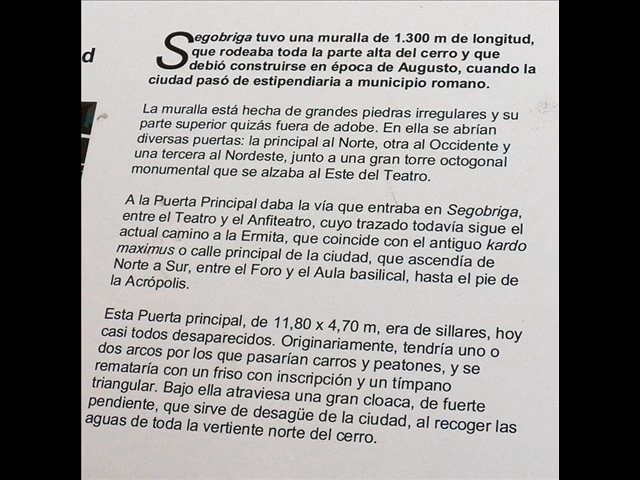 d
Segobriga tuvo una muralla de 1.300 m de longitud,
que rodeaba toda la parte alta del cerro y que
debió construirse en época de Augusto, cuando la
ciudad pasó de estipendiaria a municipio romano.
La muralla está hecha de grandes piedras irregulares y su
parte superior quizás fuera de adobe. En ella se abrían
diversas puertas: la principal al Norte, otra al Occidente y
una tercera al Nordeste, junto a una gran torre octogonal
monumental que se alzaba al Este del Teatro.
A la Puerta Principal daba la vía que entraba en Segobriga,
entre el Teatro y el Anfiteatro, cuyo trazado todavía sigue el
actual camino a la Ermita, que coincide con el antiguo kardo
maximus o calle principal de la ciudad, que ascendía de
Norte a Sur, entre el Foro y el Aula basilical, hasta el pie de
la Acrópolis.
Esta Puerta principal, de 11,80 x 4,70 m, era de sillares, hoy
casi todos desaparecidos. Originariamente, tendría uno o
dos arcos por los que pasarían carros y peatones, y se
remataría con un friso con inscripción y un tímpano
triangular. Bajo ella atraviesa una gran cloaca, de fuerte
pendiente, que sirve de desagüe de la ciudad, al recoger las
aguas de toda la vertiente norte del cerro.